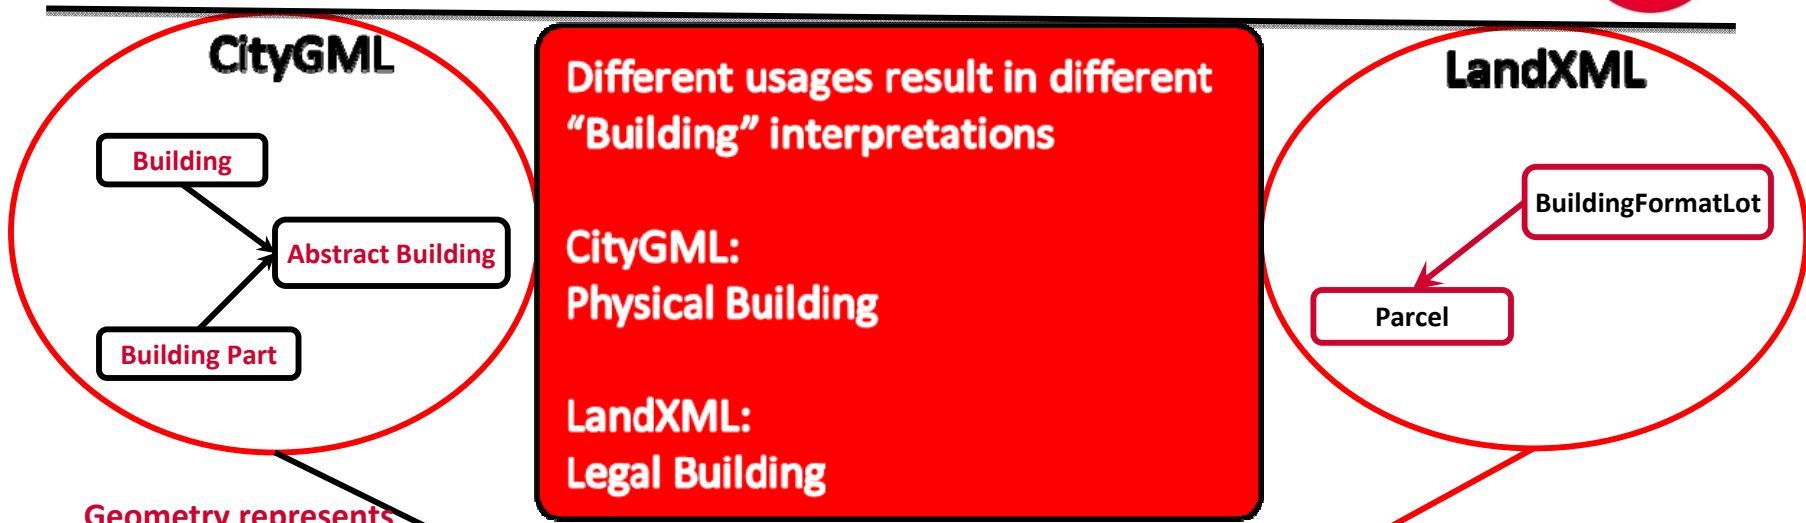 CityGML
Building
Abstract Building
Building Part
Geometry represents
Different usages result in different
“Building” interpretations
CityGML:
Physical Building
LandXML:
Legal Building
LandXML
BuildingFormatLot
Parcel